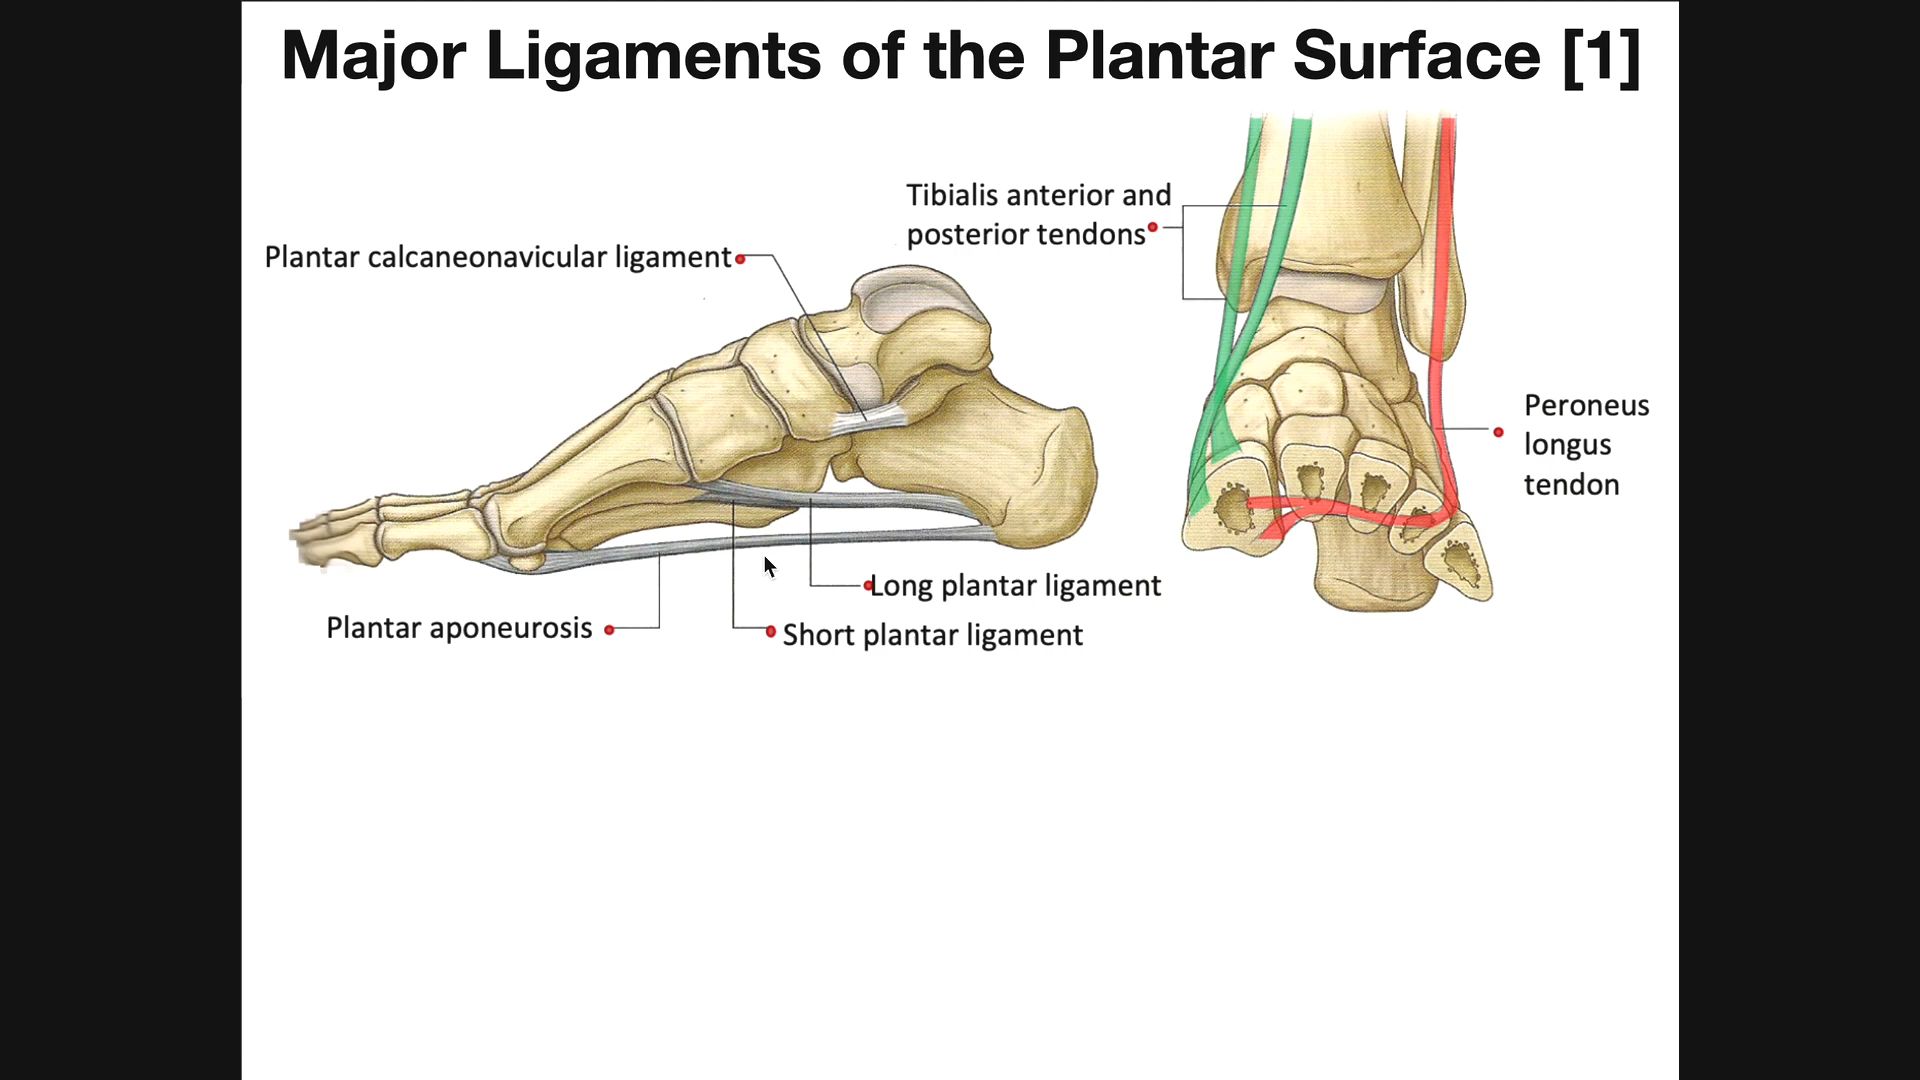 Major Ligaments of the Plantar Surface [1]
Tibialis anterior and
posterior tendons
Plantar calcaneonavicular ligament
Peroneus
longus
tendon
Long plantar ligament
Plantar aponeurosis
Short plantar ligament